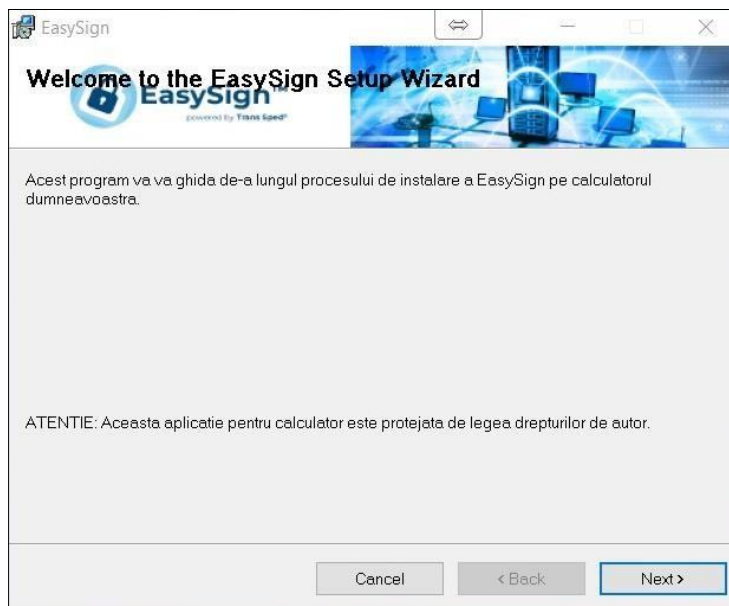 EasySign
Welcome to the EasySign Setup Wizard
EasySign™
powered by Trans Sped®
Acest program va va ghida de-a lungul procesului de instalare a EasySign pe calculatorul
dumneavoastra.
ATENTIE: Aceasta aplicatie pentru calculator este protejata de legea drepturilor de autor.
Cancel
< Back
Next >